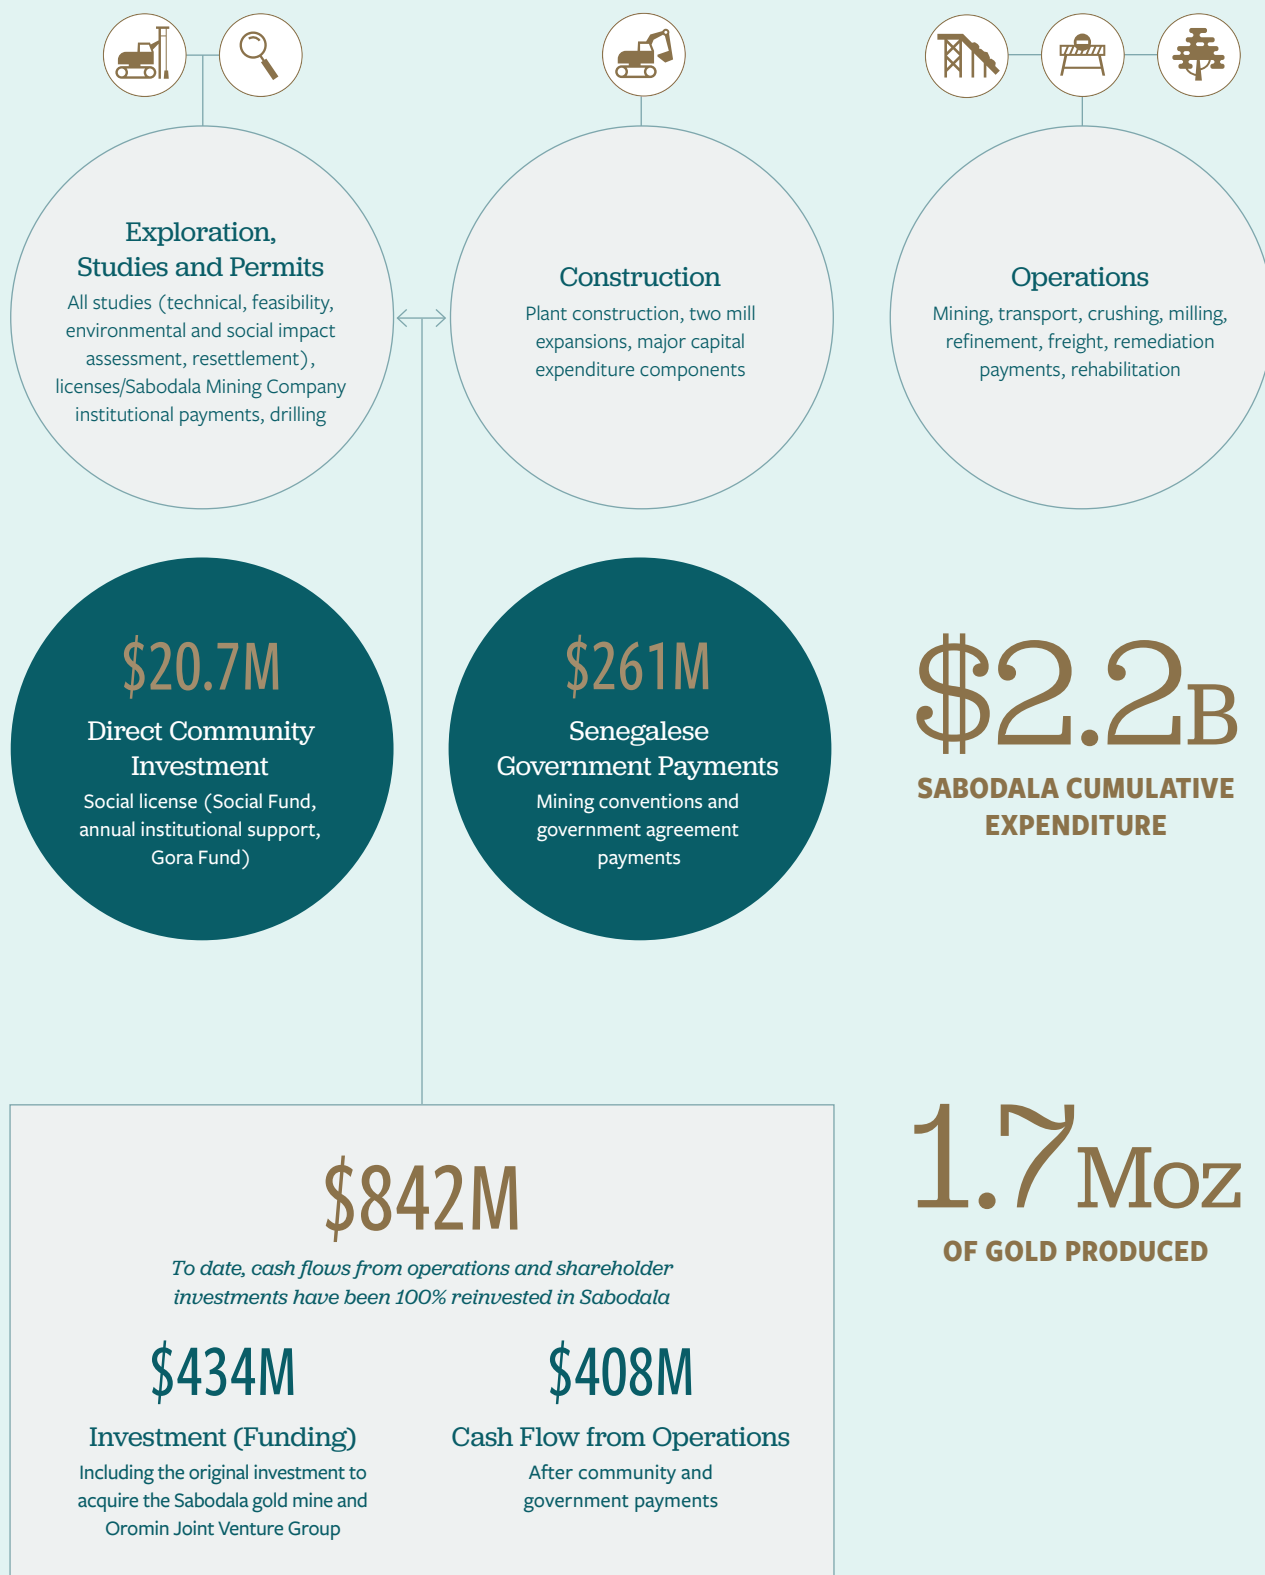 Exploration,
Studies and Permits
All studies (technical, feasibility,
environmental and social impact
assessment, resettlement),
licenses/Sabodala Mining Company
institutional payments, drilling
Construction
Plant construction, two mill
expansions, major capital
expenditure components
Operations
Mining, transport, crushing, milling,
refinement, freight, remediation
payments, rehabilitation
$20.7M
Direct Community
Investment
Social license (Social Fund,
annual institutional support,
Gora Fund)
$261M
Senegalese
Government Payments
Mining conventions and
government agreement
payments
$2.2B
SABODALA CUMULATIVE
EXPENDITURE
$842M
To date, cash flows from operations and shareholder
investments have been 100% reinvested in Sabodala
$434M
Investment (Funding)
Including the original investment to
acquire the Sabodala gold mine and
Oromin Joint Venture Group
$408M
Cash Flow from Operations
After community and
government payments
1.7Moz
OF GOLD PRODUCED